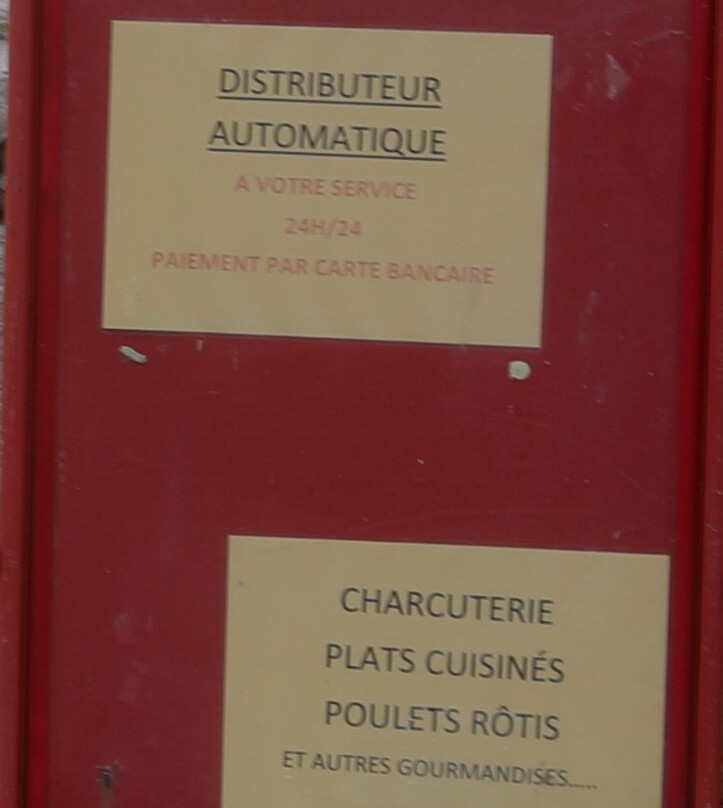 DISTRIBUTEUR
AUTOMATIQUE
A VOTRE SERVICE
24H/24
PAIEMENT PAR CARTE BANCAIRE
CHARCUTERIE
PLATS CUISINÉS
POULETS RÔTIS
ET AUTRES GOURMANDISES.....